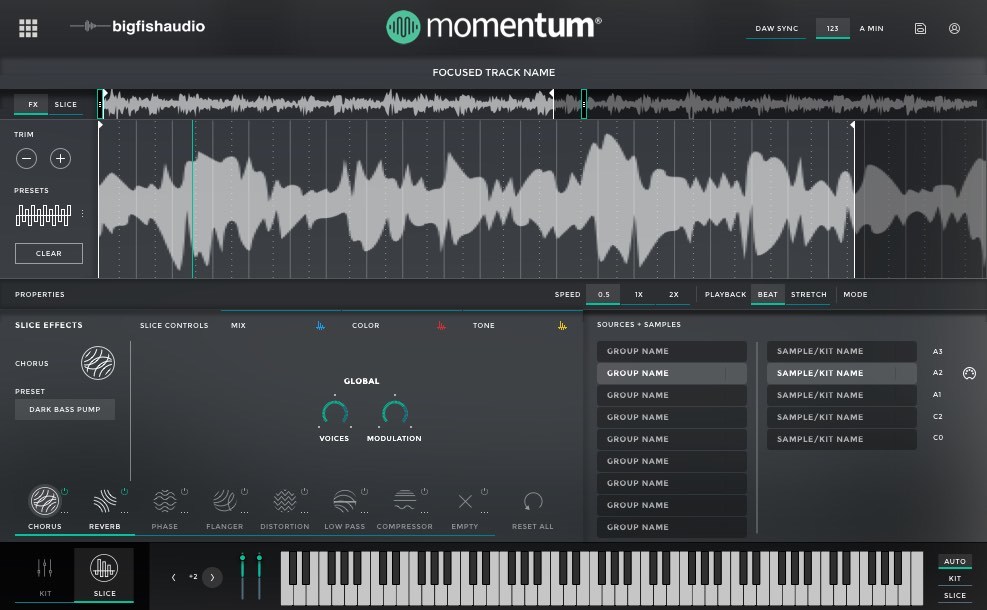 bigfishaudio
momentum®
DAW SYNC
123
A MIN
FOCUSED TRACK NAME
FX
SLICE
TRIM
PRESETS
CLEAR
PROPERTIES
SPEED
0.5
1X
2X
PLAYBACK
BEAT
STRETCH
MODE
SLICE EFFECTS
SLICE CONTROLS
MIX
COLOR
TONE
SOURCES + SAMPLES
CHORUS
PRESET
DARK BASS PUMP
GLOBAL
VOICES
MODULATION
GROUP NAME
SAMPLE/KIT NAME
A3
GROUP NAME
SAMPLE/KIT NAME
A2
GROUP NAME
SAMPLE/KIT NAME
A1
GROUP NAME
SAMPLE/KIT NAME
C2
GROUP NAME
SAMPLE/KIT NAME
C0
GROUP NAME
GROUP NAME
GROUP NAME
GROUP NAME
CHORUS
REVERB
PHASE
FLANGER
DISTORTION
LOW PASS
COMPRESSOR
EMPTY
RESET ALL
KIT
SLICE
+2
AUTO
KIT
SLICE